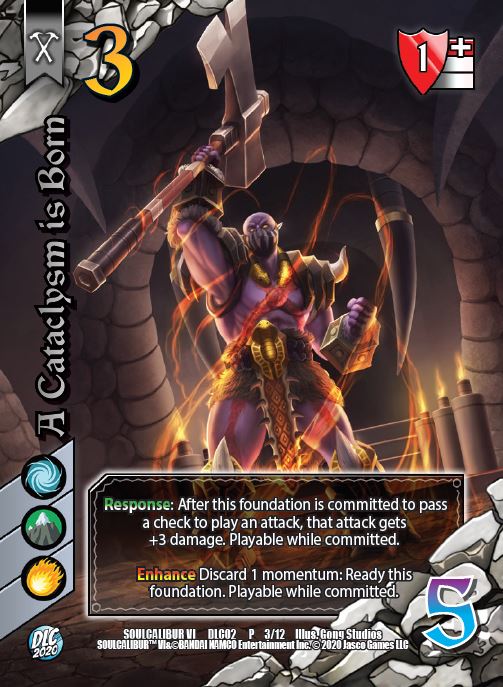 3
1
+
A Cataclysm is Born
Response: After this foundation is committed to pass
a check to play an attack, that attack gets
+3 damage. Playable while committed.
Enhance Discard 1 momentum: Ready this
foundation. Playable while committed.
5
DLC
2020
SOULCALIBUR VI DLC02 P 3/12 Illus. Gong Studios
SOULCALIBUR™ VI&©BANDAI NAMCO Entertainment Inc. © 2020 Jasco Games LLC